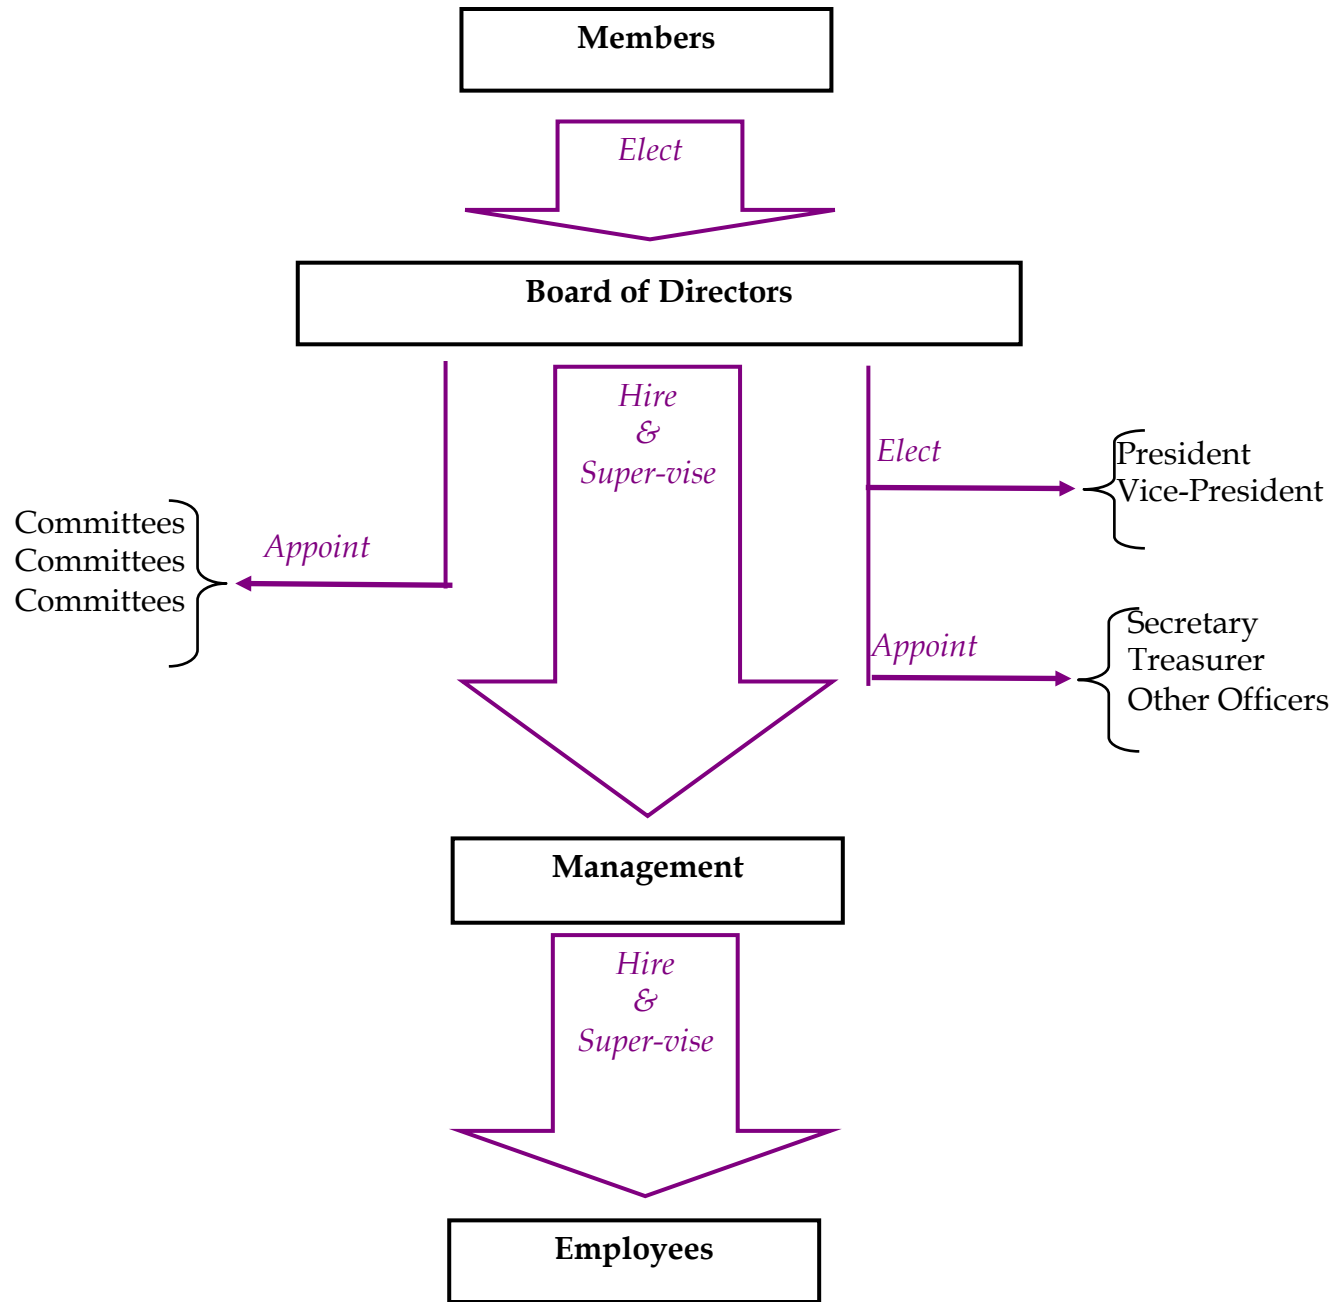 Members
Elect
Board of Directors
Hire
&
Super-vise
Elect
President
Vice-President
Committees
Committees
Committees
Appoint
Appoint
Secretary
Treasurer
Other Officers
Management
Hire
&
Super-vise
Employees